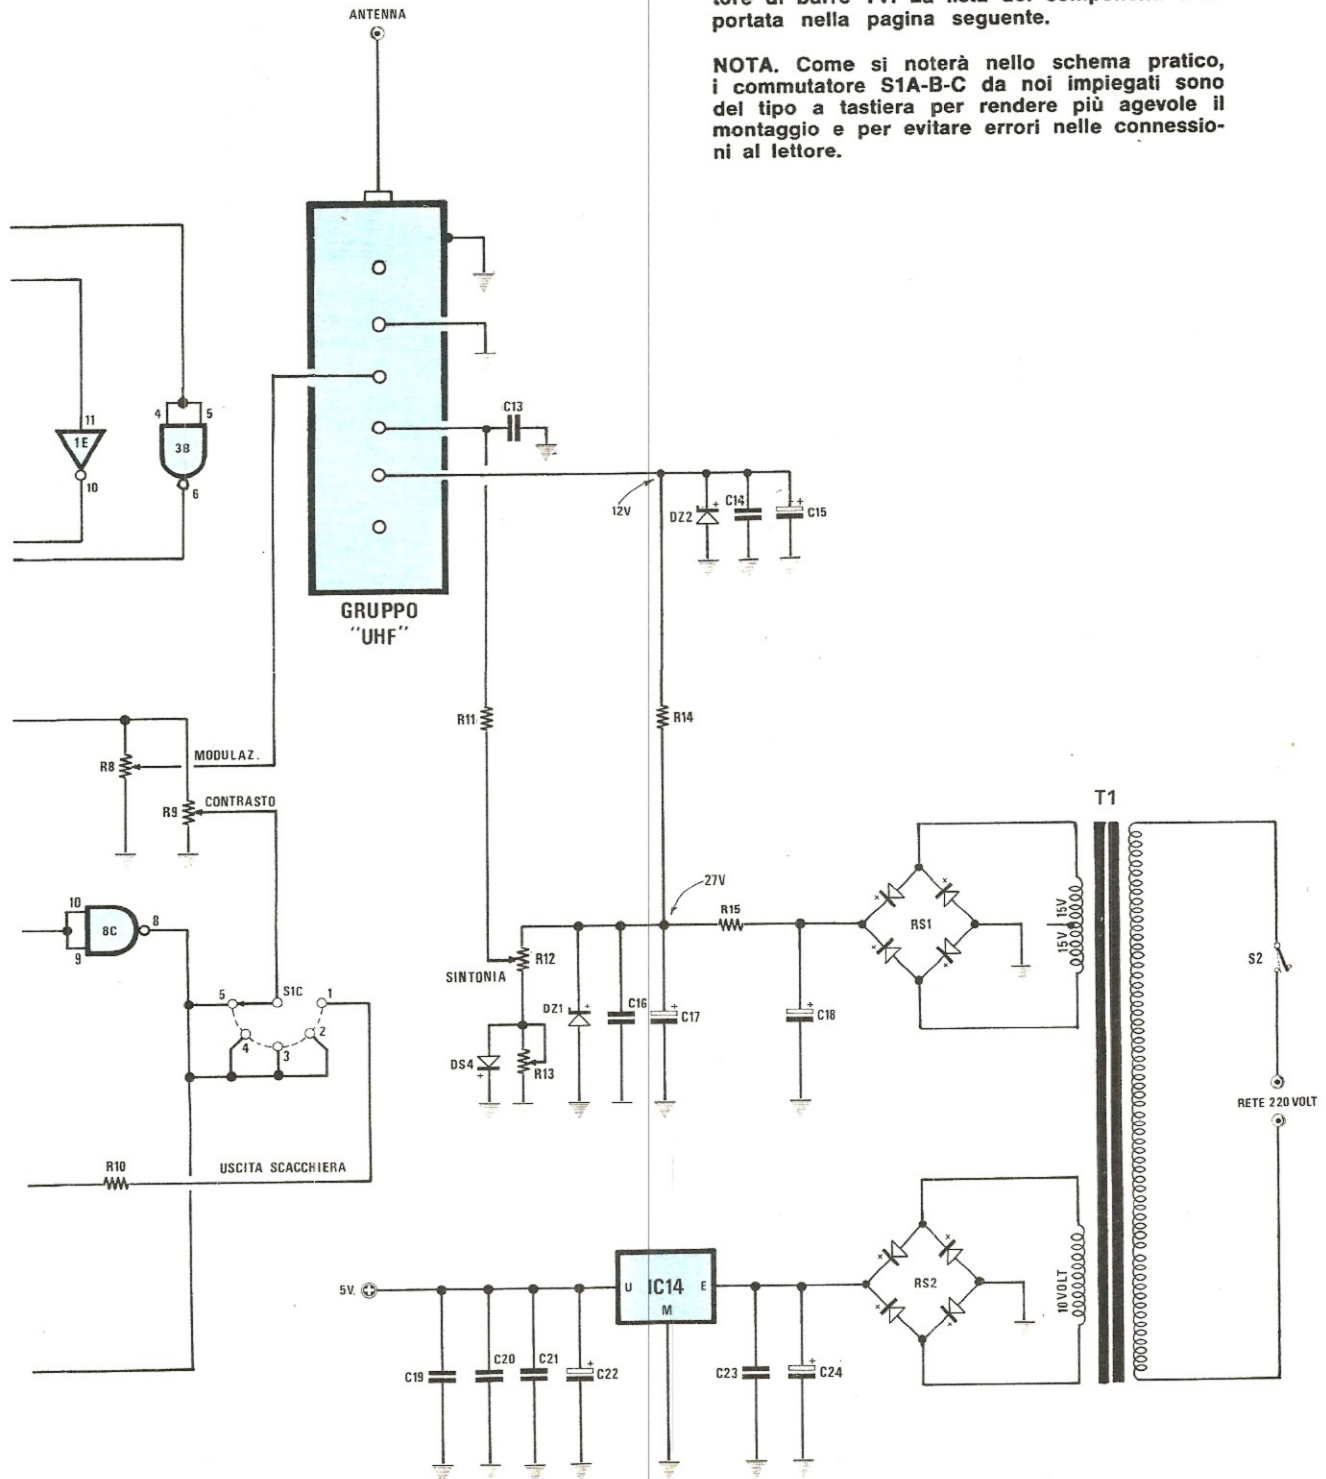 portata nella pagina seguente.
NOTA. Come si noterà nello schema pratico,
i commutatore S1A-B-C da noi impiegati sono
del tipo a tastiera per rendere più agevole il
montaggio e per evitare errori nelle connessio-
ni al lettore.
ANTENNA
4
5
11
1E
3B
10
6
C13
12V
DZ2
+
C14
+
C15
GRUPPO
"UHF"
R11
R14
R8
MODULAZ.
R9
CONTRASTO
T1
27V
10
8
8C
9
R15
RS1
15V 15V
SINTONIA
R12
S2
5
S1C
1
4
3
2
DZ1
+
C16
+
C17
+
C18
DS4
+
R13
RETE 220 VOLT
R10
USCITA SCACCHIERA
5V.
U
IC14
E
M
RS2
10 VOLT
C19
C20
C21
+
C22
C23
+
C24